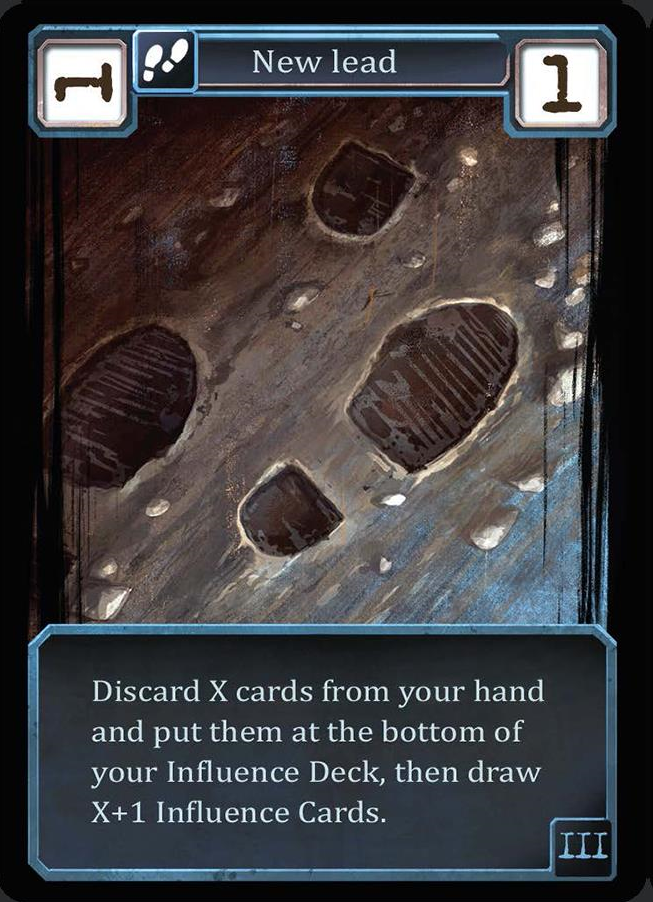 1
New lead
1
Discard X cards from your hand
and put them at the bottom of
your Influence Deck, then draw
X+1 Influence Cards.
III